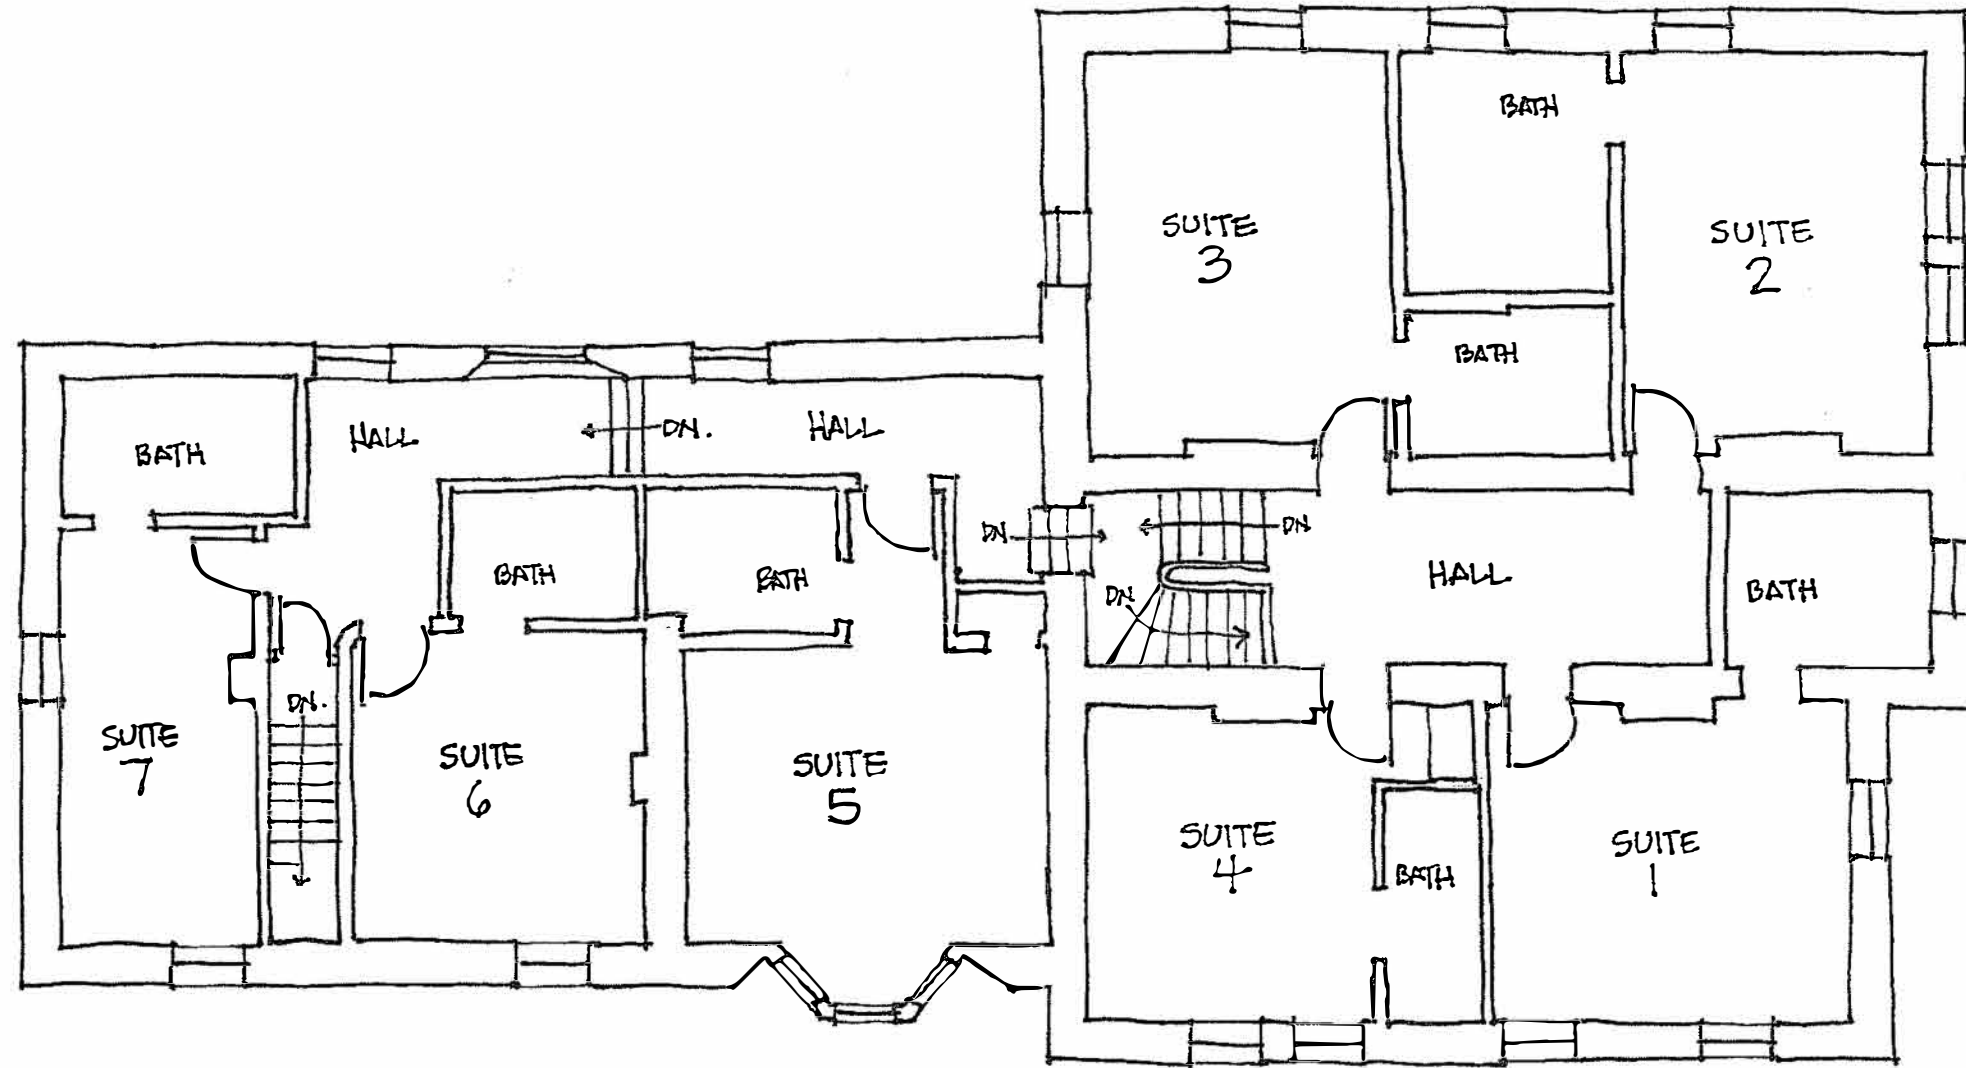 BATH
SUITE
3
SUITE
2
BATH
BATH
HALL
DN.
HALL
DN
DN
BATH
BATH
HALL
BATH
DN
DN.
SUITE
7
SUITE
6
SUITE
5
SUITE
4
BATH
SUITE
1